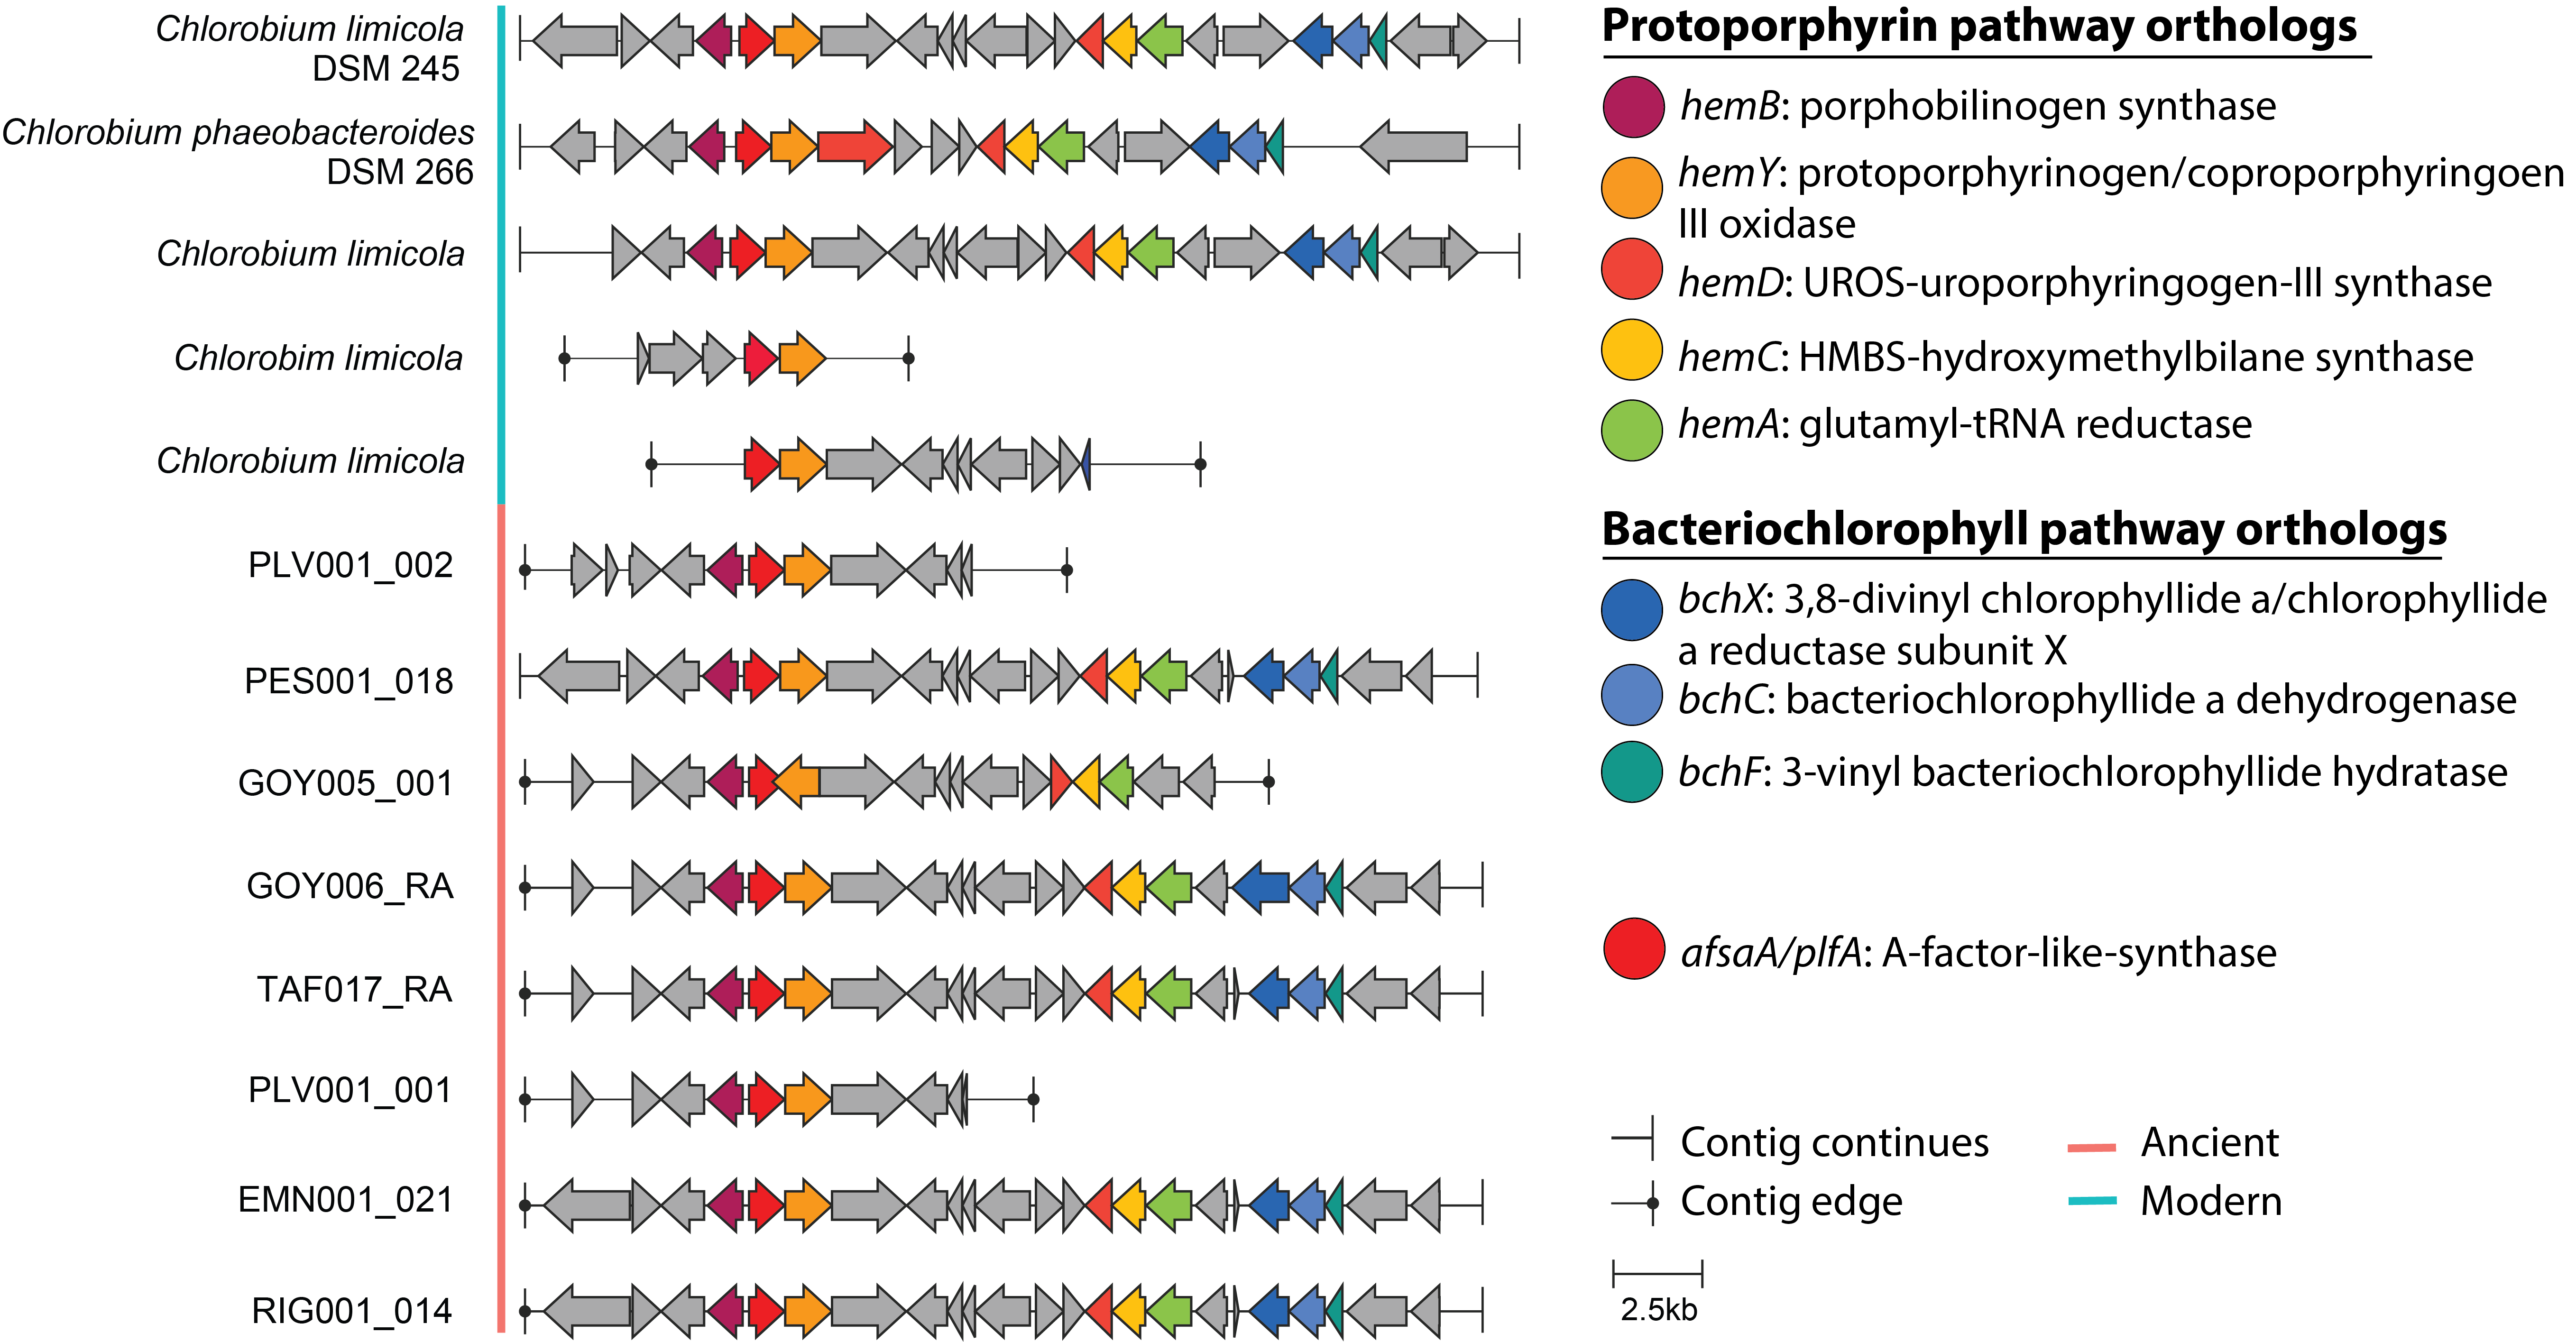 Chlorobium limicola
DSM 245
Chlorobium phaeobacteroides
DSM 266
Chlorobium limicola
Chlorobim limicola
Chlorobium limicola
PLV001_002
PES001_018
GOY005_001
GOY006_RA
TAF017_RA
PLV001_001
EMN001_021
RIG001_014
Protoporphyrin pathway orthologs
hemB: porphobilinogen synthase
hemY: protoporphyrinogen/coproporphyringoen
III oxidase
hemD: UROS-uroporphyringogen-III synthase
hemC: HMBS-hydroxymethylbilane synthase
hemA: glutamyl-tRNA reductase
Bacteriochlorophyll pathway orthologs
bchX: 3,8-divinyl chlorophyllide a/chlorophyllide
a reductase subunit X
bchC: bacteriochlorophyllide a dehydrogenase
bchF: 3-vinyl bacteriochlorophyllide hydratase
afsaA/plfA: A-factor-like-synthase
Contig continues
Contig edge
Ancient
Modern
2.5kb